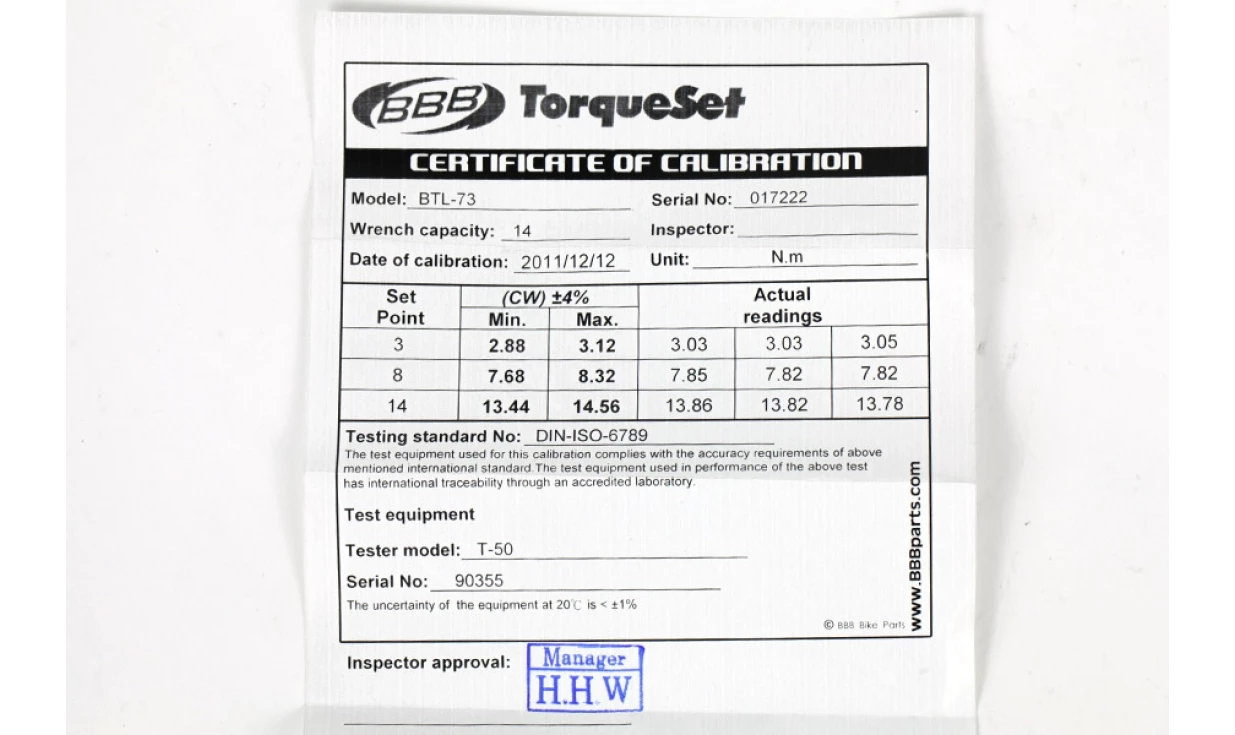 BBB TorqueSet
CERTIFICATE OF CALIBRATION
Model: BTL-73 Serial No: 017222
Wrench capacity: 14 Inspector:
Date of calibration: 2011/12/12 Unit: N.m
Set Point (CW) ±4% Actual readings
Min. Max.
3 2.88 3.12 3.03 3.03 3.05
8 7.68 8.32 7.85 7.82 7.82
14 13.44 14.56 13.86 13.82 13.78
Testing standard No: DIN-ISO-6789
The test equipment used for this calibration complies with the accuracy requirements of above
mentioned international standard.The test equipment used in performance of the above test
has international traceability through an accredited laboratory.
Test equipment
Tester model: T-50
Serial No: 90355
The uncertainty of the equipment at 20℃ is < ±1%
© BBB Bike Parts
www.BBBparts.com
Inspector approval: Manager
H.H.W